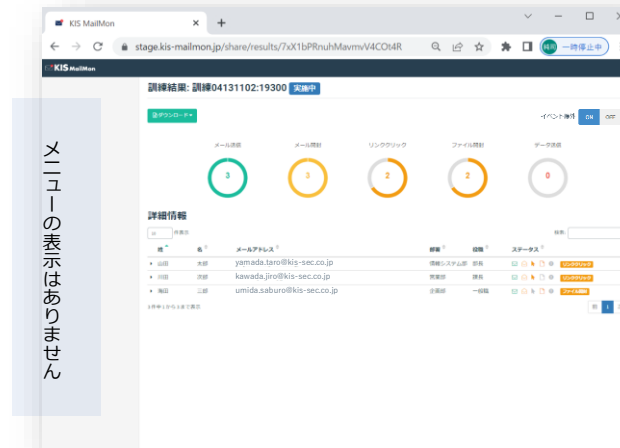 KIS MailMon
stage.kis-mailmon.jp/share/results/7xX1bPRnuhMavmvV4COt4R
一時停止中
KIS MailMon
訓練結果: 訓練04131102:19300 実施中
ダウンロード
イベント種別 ON OFF
メール送信 メール開封 リンククリック ファイル開封 データ送信
3 3 2 2 0
詳細情報
10 件表示
検索:
姓 名 メールアドレス 部署 役職 ステータス
山田 太郎 yamada.taro@kis-sec.co.jp 情報システム部 部長 リンククリック
川田 次郎 kawada.jiro@kis-sec.co.jp 営業部 課長 リンククリック
海田 三郎 umida.saburo@kis-sec.co.jp 企画部 一般職 ファイル開封
3件中1から3まで表示
前 1
メニューの表示はありません